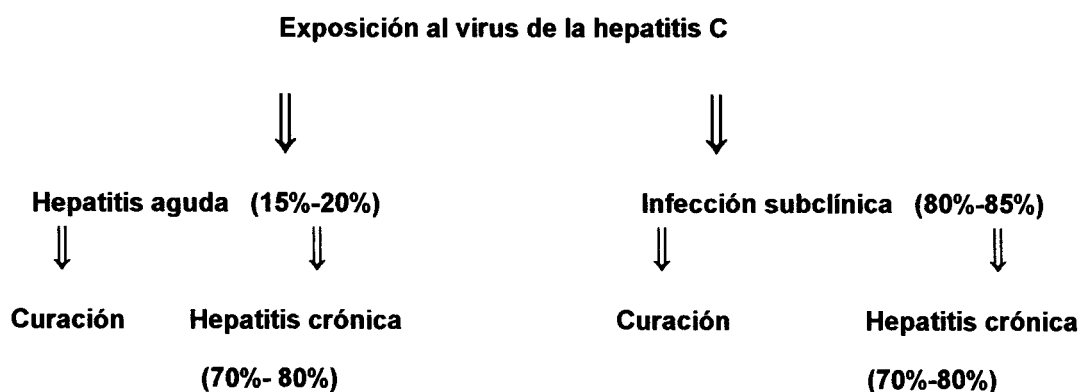 Exposición al virus de la hepatitis C
Hepatitis aguda (15%-20%) Infección subclínica (80%-85%)
Curación Hepatitis crónica Curación Hepatitis crónica
(70%- 80%) (70%-80%)